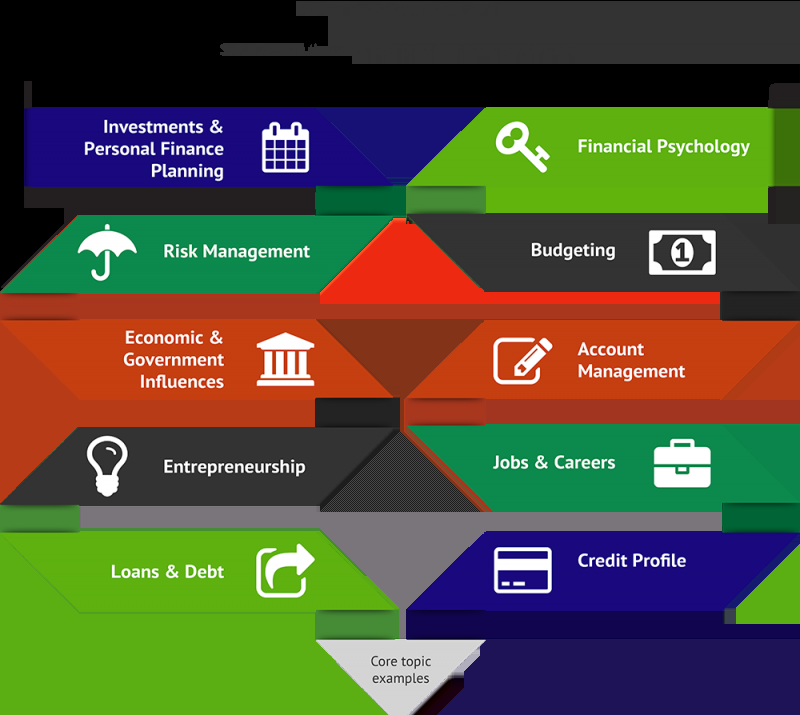 Investments &
Personal Finance
Planning
Financial Psychology
Risk Management
Budgeting
1
Economic &
Government
Influences
Account
Management
Entrepreneurship
Jobs & Careers
Loans & Debt
Credit Profile
Core topic
examples